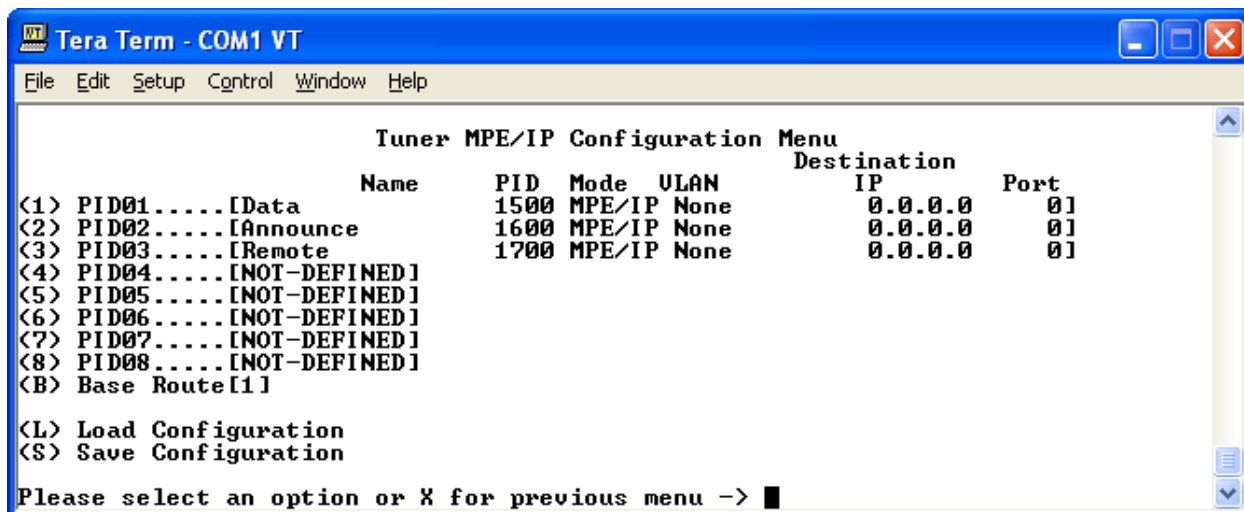 Tera Term - COM1 VT
File Edit Setup Control Window Help
Tuner MPE/IP Configuration Menu
Destination
Name PID Mode VLAN IP Port
(1) PID01.....[Data 1500 MPE/IP None 0.0.0.0 0]
(2) PID02.....[Announce 1600 MPE/IP None 0.0.0.0 0]
(3) PID03.....[Remote 1700 MPE/IP None 0.0.0.0 0]
(4) PID04.....[NOT-DEFINED]
(5) PID05.....[NOT-DEFINED]
(6) PID06.....[NOT-DEFINED]
(7) PID07.....[NOT-DEFINED]
(8) PID08.....[NOT-DEFINED]
(B) Base Route[1]
(L) Load Configuration
(S) Save Configuration
Please select an option or X for previous menu ->